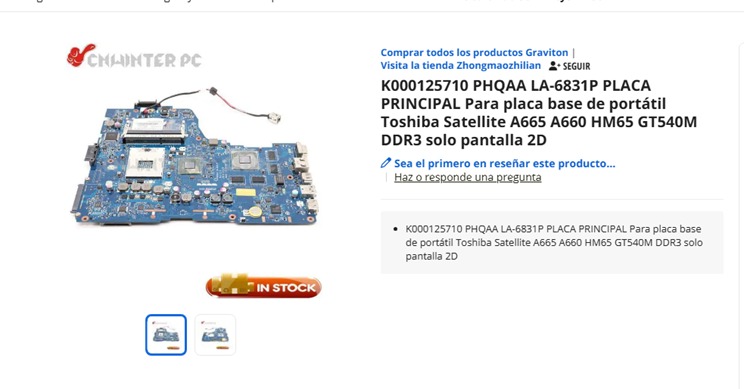 CHWINTER PC
IN STOCK
Comprar todos los productos Graviton |
Visita la tienda Zhongmaozhilian SEGUIR
K000125710 PHQAA LA-6831P PLACA
PRINCIPAL Para placa base de portátil
Toshiba Satellite A665 A660 HM65 GT540M
DDR3 solo pantalla 2D
Sea el primero en reseñar este producto...
Haz o responde una pregunta
K000125710 PHQAA LA-6831P PLACA PRINCIPAL Para placa base
de portátil Toshiba Satellite A665 A660 HM65 GT540M DDR3 solo
pantalla 2D